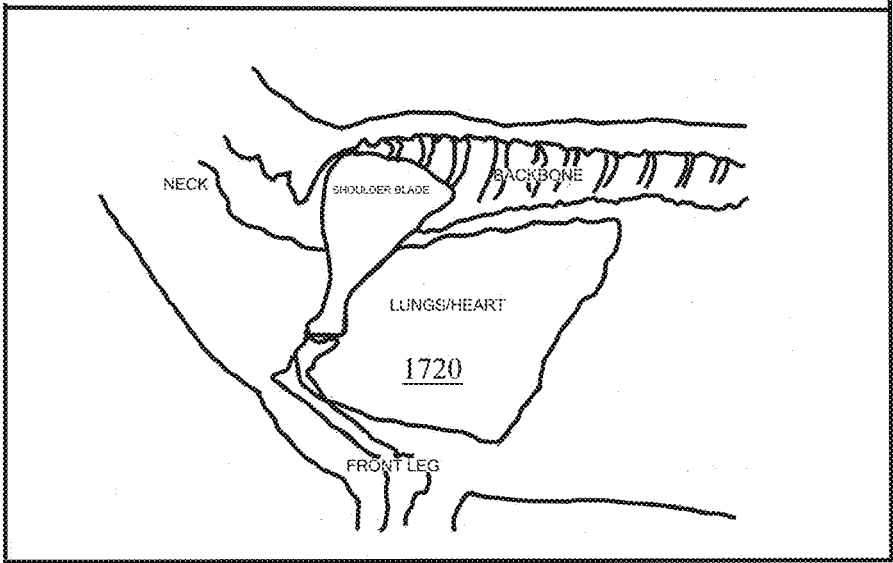 BACKBONE
NECK
SHOULDER BLADE
LUNGS/HEART
1720
FRONT LEG